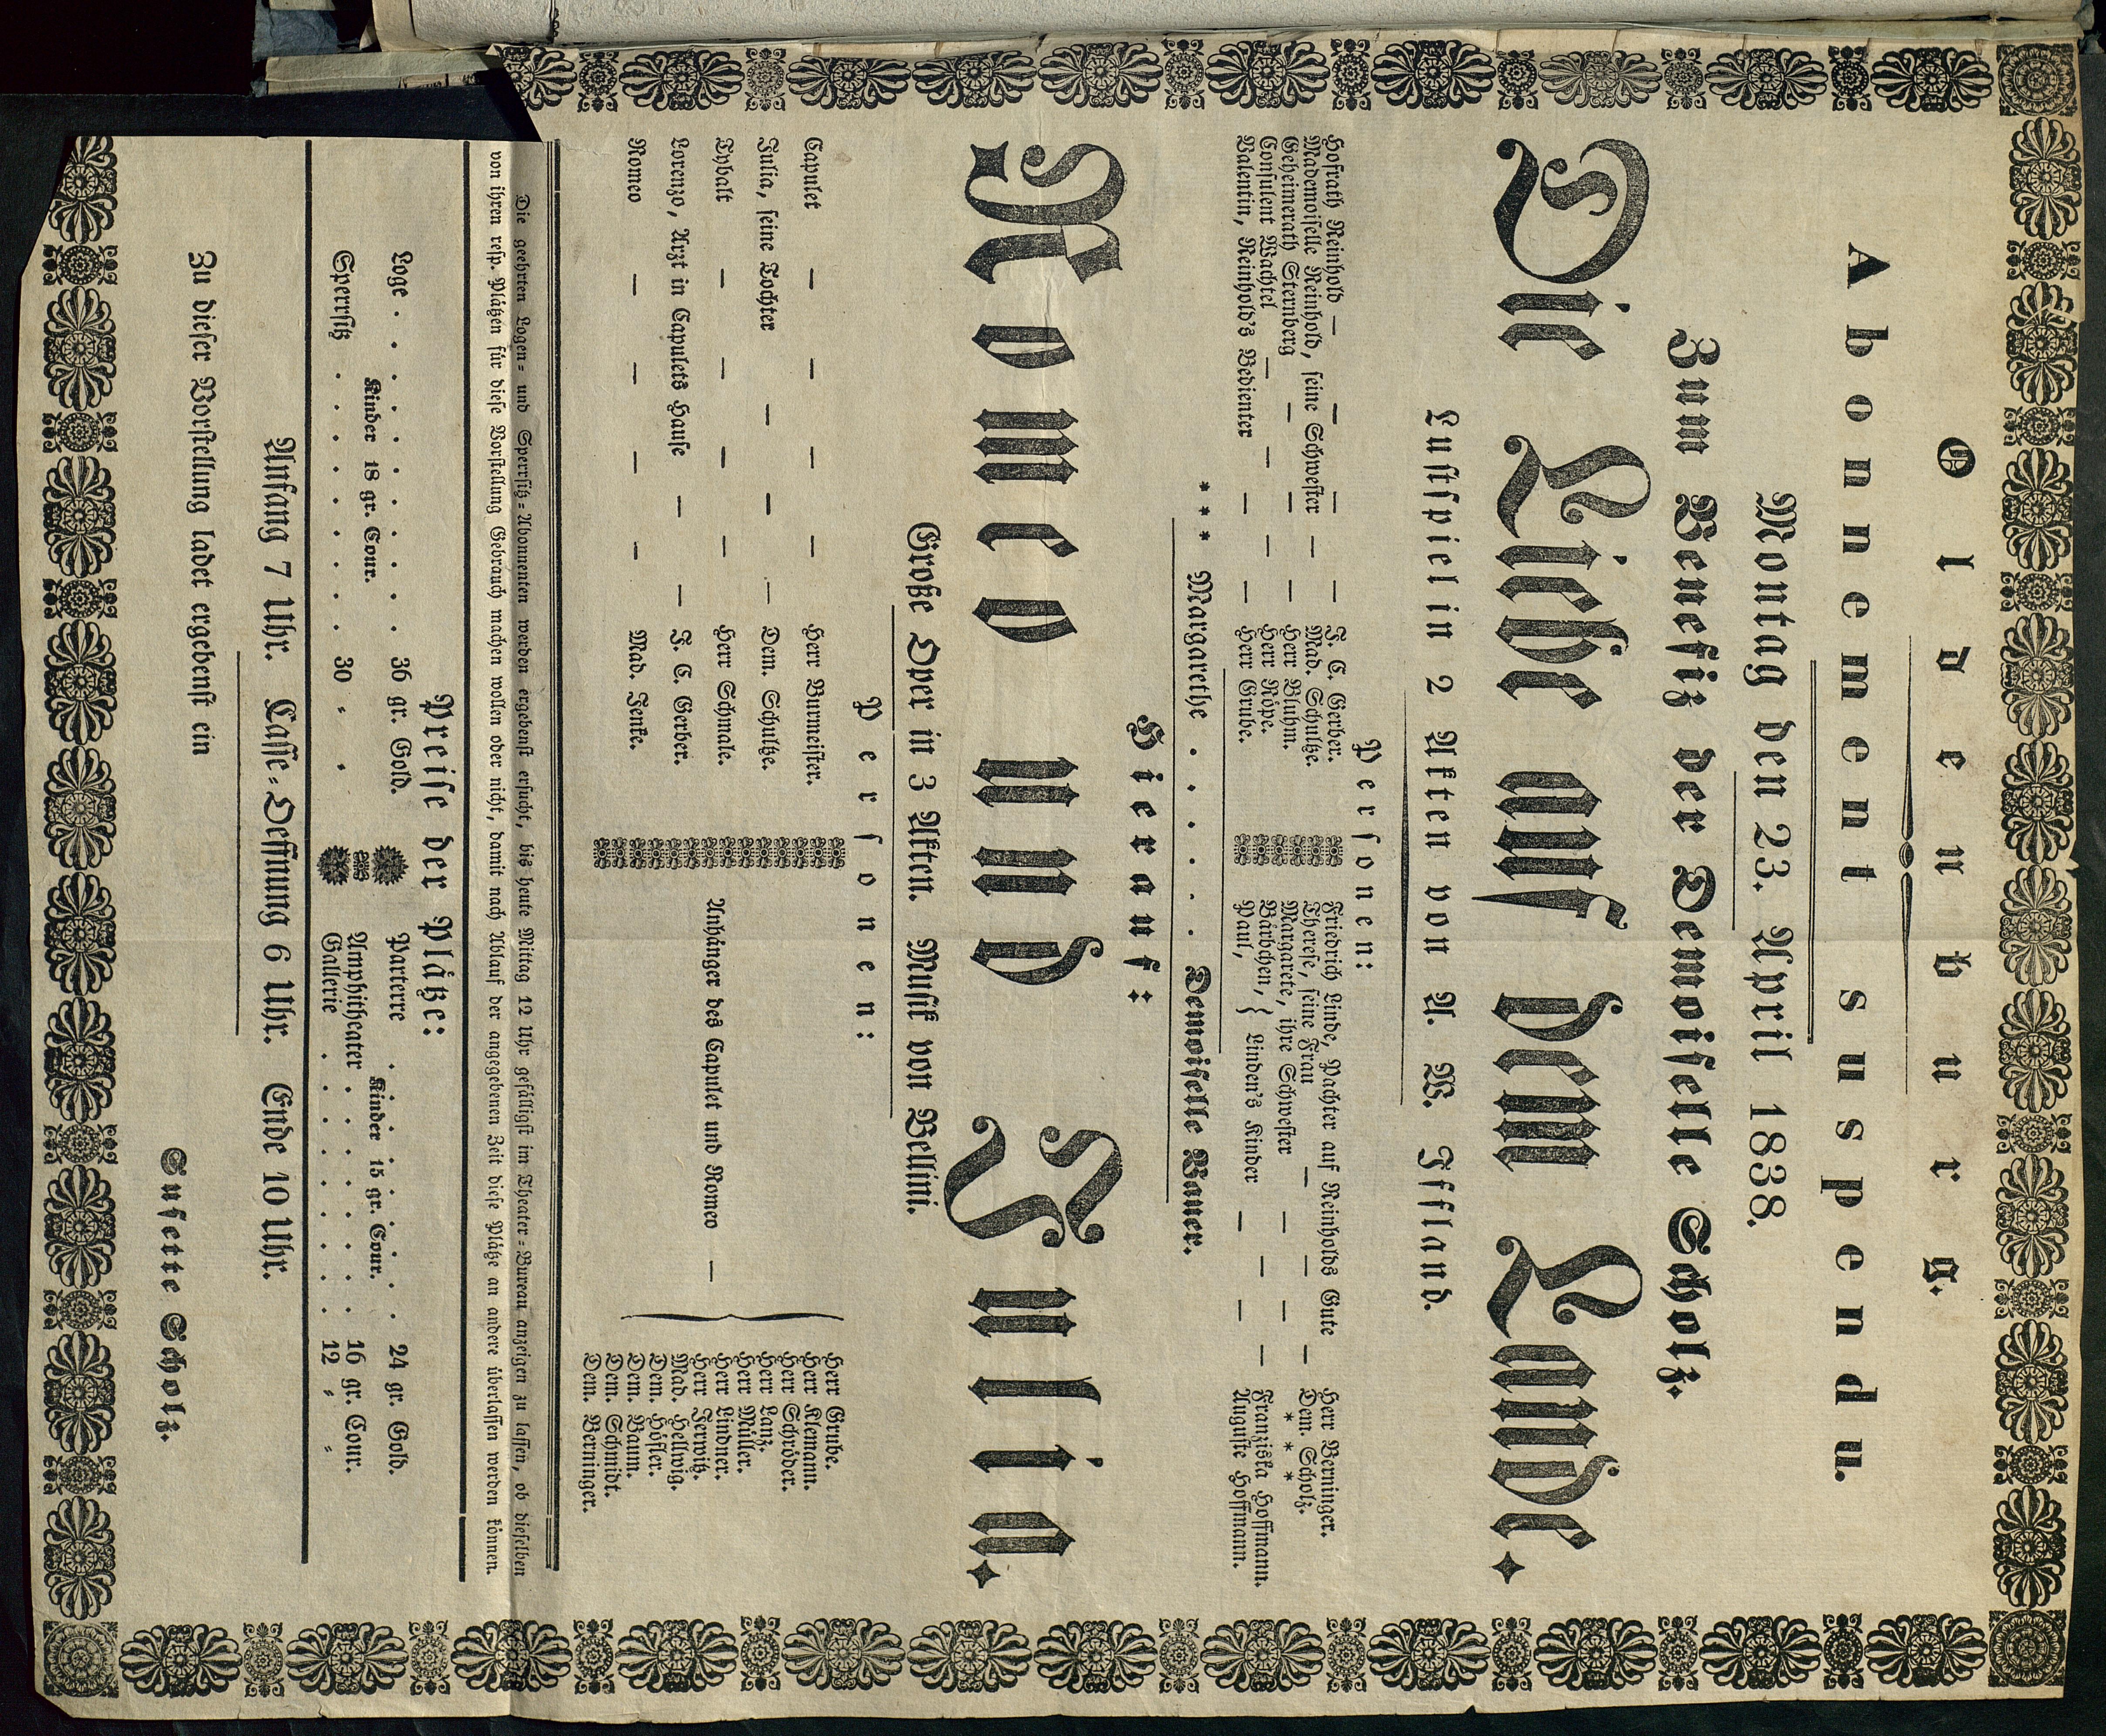 Oldenburg.
Abonnement suspendu.
Montag den 23. April 1838.
Zum Benefiz der Demoiselle Scholz.
Die Liebe auf dem Lande.
Lustspiel in 2 Akten von A. W. Iffland.
Personen:
Hofrath Reinhold — — — — J. C. Gerber.
Mademoiselle Reinhold, seine Schwester — Mad. Schultze.
Geheimerath Sternberg — — — Herr Bluhm.
Consulent Wachtel — — — — Herr Köpe.
Valentin, Reinhold's Bedienter — — Herr Grube.
Friedrich Linde, Pachter auf Reinholds Gute Herr Berninger.
Therese, seine Frau — — — Dem. Scholz.
Margarete, ihre Schwester — — * * *
Bärbchen, } Linden's Kinder — — Franziska Hoffmann.
Paul, — — Auguste Hoffmann.
* * * Margarethe . . . . . Demoiselle Bauer.
Hierauf:
Romeo und Julia.
Große Oper in 3 Akten. Musik von Bellini.
Personen:
Capulet — — — — Herr Burmeister.
Julia, seine Tochter — — — Dem. Schultze.
Tybalt — — — — Herr Schmale.
Lorenzo, Arzt in Capulets Hause — — J. C. Gerber.
Romeo — — — — Mad. Jenke.
Anhänger des Capulet und Romeo —
Herr Grube.
Herr Klemann.
Herr Schröder.
Herr Lanz.
Herr Müller.
Herr Lindner.
Herr Jerwitz.
Mad. Hellwig.
Dem. Höfler.
Dem. Baum.
Dem. Schmidt.
Dem. Berninger.
Die geehrten Logen- und Sperrsitz-Abonnenten werden ergebenst ersucht, bis heute Mittag 12 Uhr gefälligst im Theater-Bureau anzeigen zu lassen, ob dieselben
von ihren resp. Plätzen für diese Vorstellung Gebrauch machen wollen oder nicht, damit nach Ablauf der angegebenen Zeit diese Plätze an andere überlassen werden können.
Preise der Plätze:
Loge . . . . . . . 36 gr. Gold.
Kinder 18 gr. Cour.
Sperrsitz . . . . . . 30 " "
Parterre . . . . . . 24 gr. Gold.
Kinder 15 gr. Cour.
Amphitheater . . . . . 16 gr. Cour.
Gallerie . . . . . . 12 " "
Anfang 7 Uhr. Casse-Oeffnung 6 Uhr. Ende 10 Uhr.
Zu dieser Vorstellung ladet ergebenst ein
Susette Scholz.